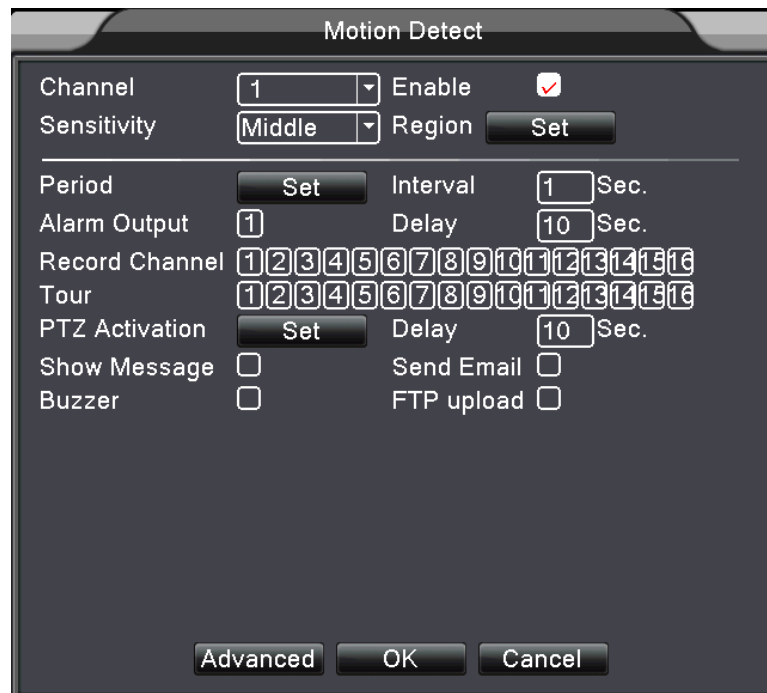 Motion Detect
Channel 1 Enable
Sensitivity Middle Region Set
Period Set Interval 1 Sec.
Alarm Output 1 Delay 10 Sec.
Record Channel 1 2 3 4 5 6 7 8 9 10 11 12 13 14 15 16
Tour 1 2 3 4 5 6 7 8 9 10 11 12 13 14 15 16
PTZ Activation Set Delay 10 Sec.
Show Message Send Email
Buzzer FTP upload
Advanced OK Cancel